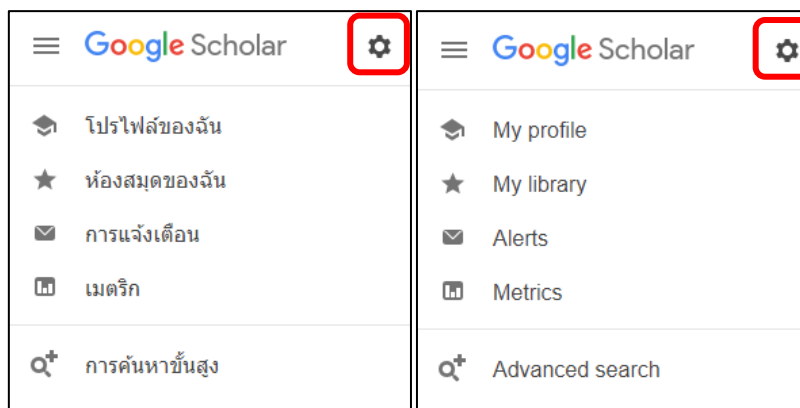 Google Scholar
โปรไฟล์ของฉัน
ห้องสมุดของฉัน
การแจ้งเตือน
เมตริก
การค้นหาขั้นสูง
Google Scholar
My profile
My library
Alerts
Metrics
Advanced search